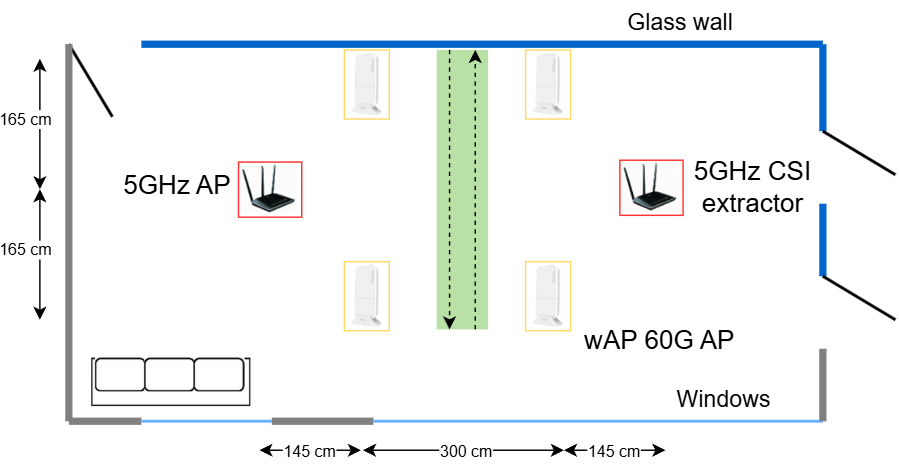 Glass wall
165 cm
5GHz AP
5GHz CSI
extractor
165 cm
wAP 60G AP
Windows
145 cm
300 cm
145 cm